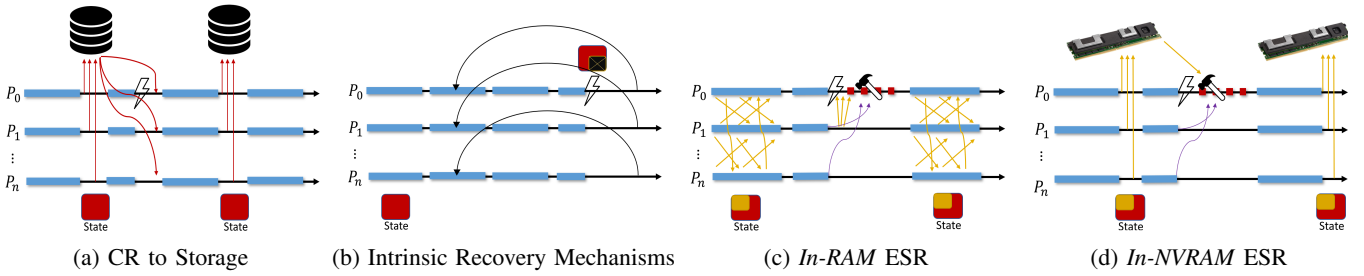 P₀
P₁
⋮
Pₙ
State
State
(a) CR to Storage
P₀
P₁
⋮
Pₙ
State
(b) Intrinsic Recovery Mechanisms
P₀
P₁
⋮
Pₙ
State
State
(c) In-RAM ESR
P₀
P₁
⋮
Pₙ
State
State
(d) In-NVRAM ESR